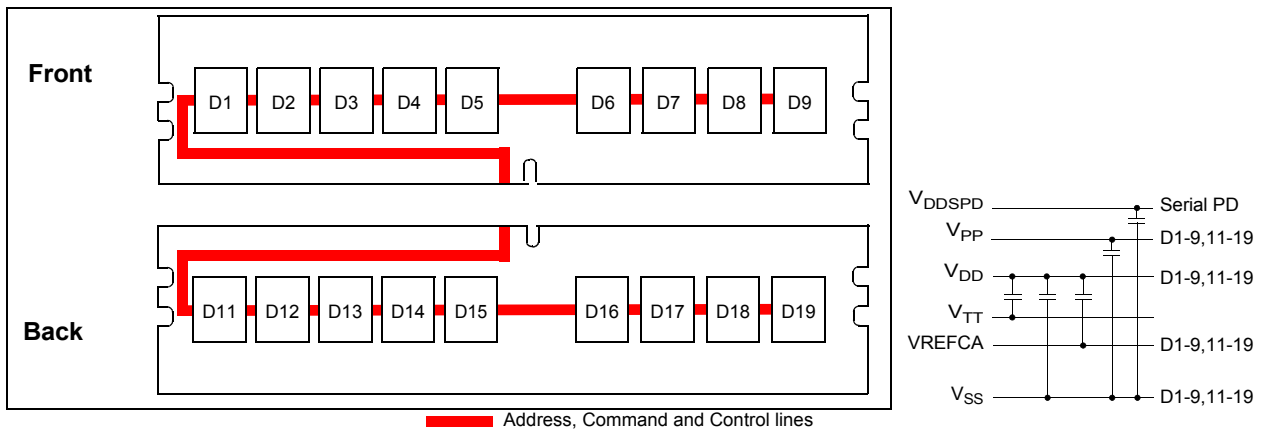 Front
D1 D2 D3 D4 D5 D6 D7 D8 D9
Back
D11 D12 D13 D14 D15 D16 D17 D18 D19
Address, Command and Control lines
VDDSPD Serial PD
VPP D1-9,11-19
VDD D1-9,11-19
VTT
VREFCA D1-9,11-19
VSS D1-9,11-19